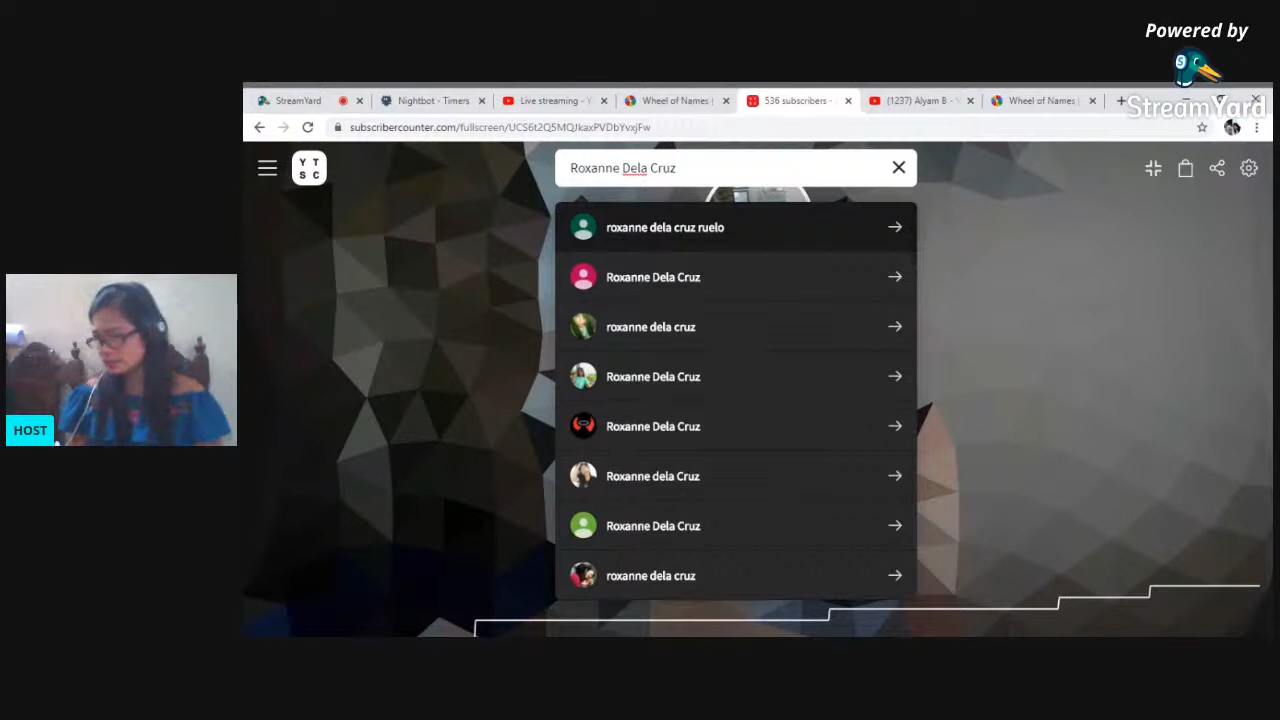 Powered by
StreamYard
StreamYard
Nightbot - Timers
Live streaming - Y
Wheel of Names |
536 subscribers -
(1237) Alyam B -
Wheel of Names |
subscribercounter.com/fullscreen/UCS6t2Q5MQJkaxPVDbYvxjFw
Y T
S C
Roxanne Dela Cruz
roxanne dela cruz ruelo
Roxanne Dela Cruz
roxanne dela cruz
Roxanne Dela Cruz
Roxanne Dela Cruz
Roxanne dela Cruz
Roxanne Dela Cruz
roxanne dela cruz
HOST